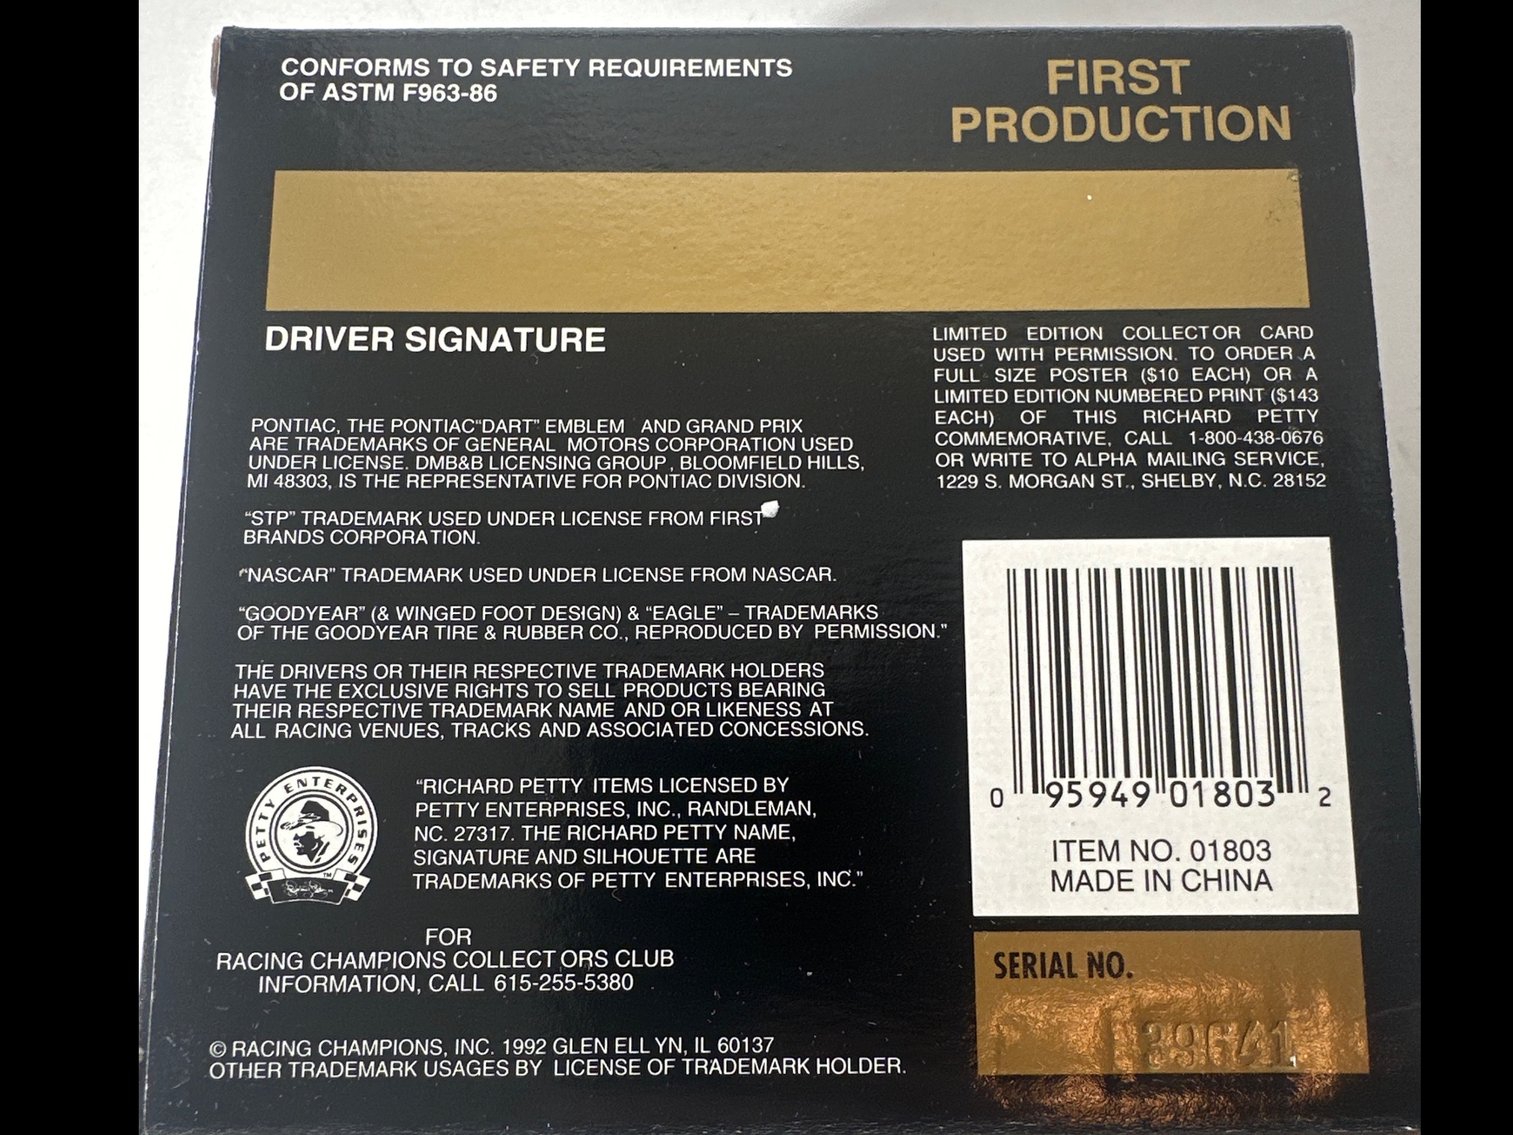 CONFORMS TO SAFETY REQUIREMENTS
OF ASTM F963-86
FIRST
PRODUCTION
DRIVER SIGNATURE
LIMITED EDITION COLLECTOR CARD
USED WITH PERMISSION. TO ORDER A
FULL SIZE POSTER ($10 EACH) OR A
LIMITED EDITION NUMBERED PRINT ($143
EACH) OF THIS RICHARD PETTY
COMMEMORATIVE, CALL 1-800-438-0676
OR WRITE TO ALPHA MAILING SERVICE,
1229 S. MORGAN ST., SHELBY, N.C. 28152
PONTIAC, THE PONTIAC"DART" EMBLEM AND GRAND PRIX
ARE TRADEMARKS OF GENERAL MOTORS CORPORATION USED
UNDER LICENSE. DMB&B LICENSING GROUP, BLOOMFIELD HILLS,
MI 48303, IS THE REPRESENTATIVE FOR PONTIAC DIVISION.
"STP" TRADEMARK USED UNDER LICENSE FROM FIRST
BRANDS CORPORATION.
"NASCAR" TRADEMARK USED UNDER LICENSE FROM NASCAR.
"GOODYEAR" (& WINGED FOOT DESIGN) & "EAGLE" – TRADEMARKS
OF THE GOODYEAR TIRE & RUBBER CO., REPRODUCED BY PERMISSION."
THE DRIVERS OR THEIR RESPECTIVE TRADEMARK HOLDERS
HAVE THE EXCLUSIVE RIGHTS TO SELL PRODUCTS BEARING
THEIR RESPECTIVE TRADEMARK NAME AND OR LIKENESS AT
ALL RACING VENUES, TRACKS AND ASSOCIATED CONCESSIONS.
PETTY ENTERPRISES
TM
"RICHARD PETTY ITEMS LICENSED BY
PETTY ENTERPRISES, INC., RANDLEMAN,
NC. 27317. THE RICHARD PETTY NAME,
SIGNATURE AND SILHOUETTE ARE
TRADEMARKS OF PETTY ENTERPRISES, INC."
FOR
RACING CHAMPIONS COLLECTORS CLUB
INFORMATION, CALL 615-255-5380
© RACING CHAMPIONS, INC. 1992 GLEN ELLYN, IL 60137
OTHER TRADEMARK USAGES BY LICENSE OF TRADEMARK HOLDER.
0 95949 01803 2
ITEM NO. 01803
MADE IN CHINA
SERIAL NO.
39641